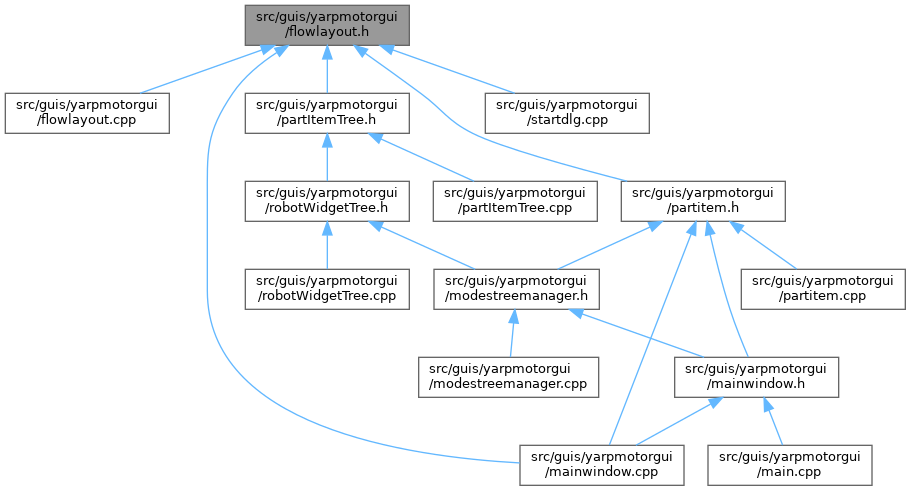 src/guis/yarpmotorgui
/flowlayout.h
src/guis/yarpmotorgui
/flowlayout.cpp
src/guis/yarpmotorgui
/partItemTree.h
src/guis/yarpmotorgui
/startdlg.cpp
src/guis/yarpmotorgui
/robotWidgetTree.h
src/guis/yarpmotorgui
/partItemTree.cpp
src/guis/yarpmotorgui
/partitem.h
src/guis/yarpmotorgui
/robotWidgetTree.cpp
src/guis/yarpmotorgui
/modestreemanager.h
src/guis/yarpmotorgui
/partitem.cpp
src/guis/yarpmotorgui
/modestreemanager.cpp
src/guis/yarpmotorgui
/mainwindow.h
src/guis/yarpmotorgui
/mainwindow.cpp
src/guis/yarpmotorgui
/main.cpp